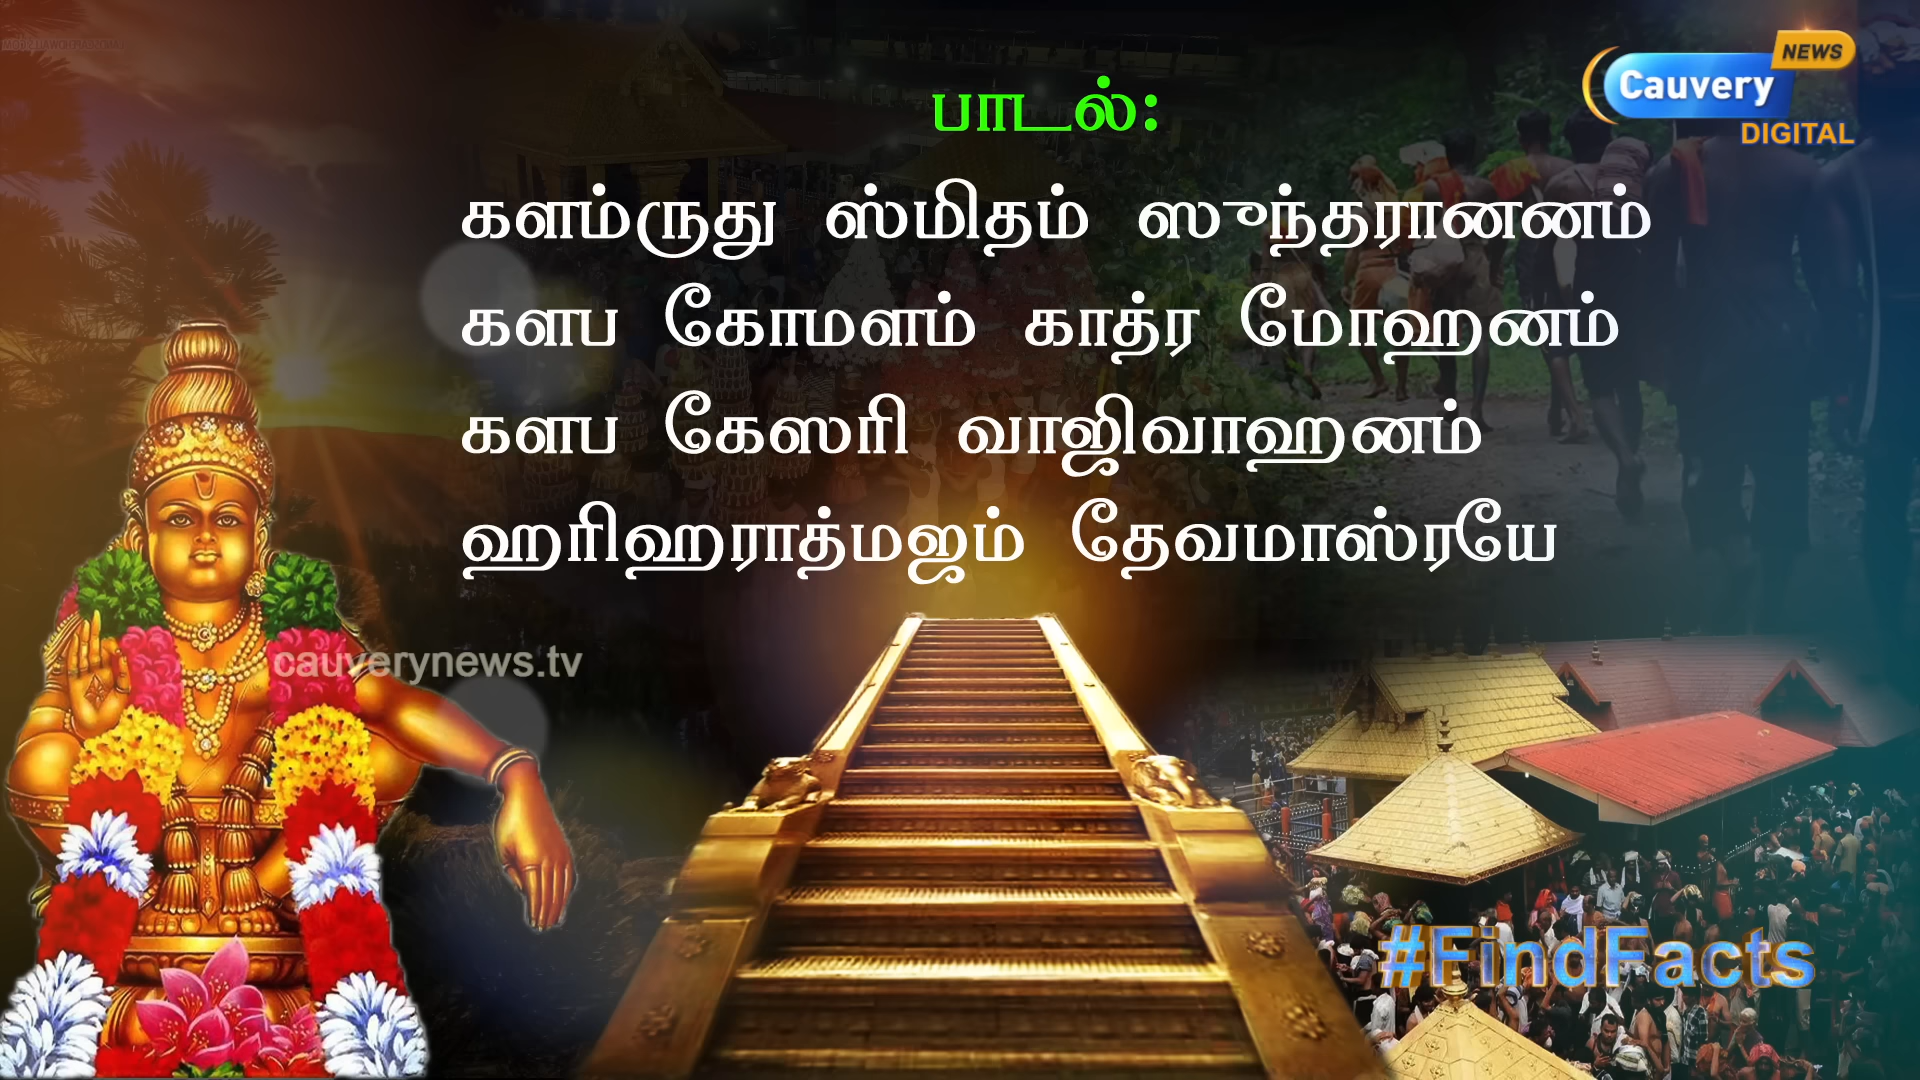 Cauvery NEWS
DIGITAL
பாடல்:
களம்ருது ஸ்மிதம் ஸுந்தரானனம்
களப கோமளம் காத்ர மோஹனம்
களப கேஸரி வாஜிவாஹனம்
ஹரிஹராத்மஜம் தேவமாஸ்ரயே
cauverynews.tv
#FindFacts